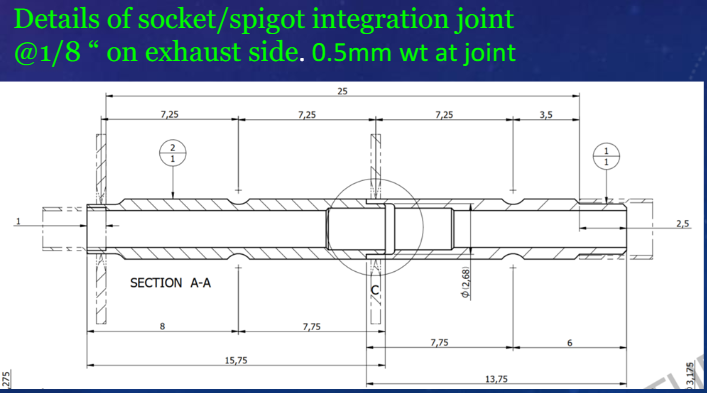 Details of socket/spigot integration joint
@1/8 “ on exhaust side. 0.5mm wt at joint
25
7,25 7,25 7,25 3,5
2
1
1
1
1
2,5
SECTION A-A
C
∅(2,68)
8 7,75
7,75 6
15,75
13,75
,275
3,175